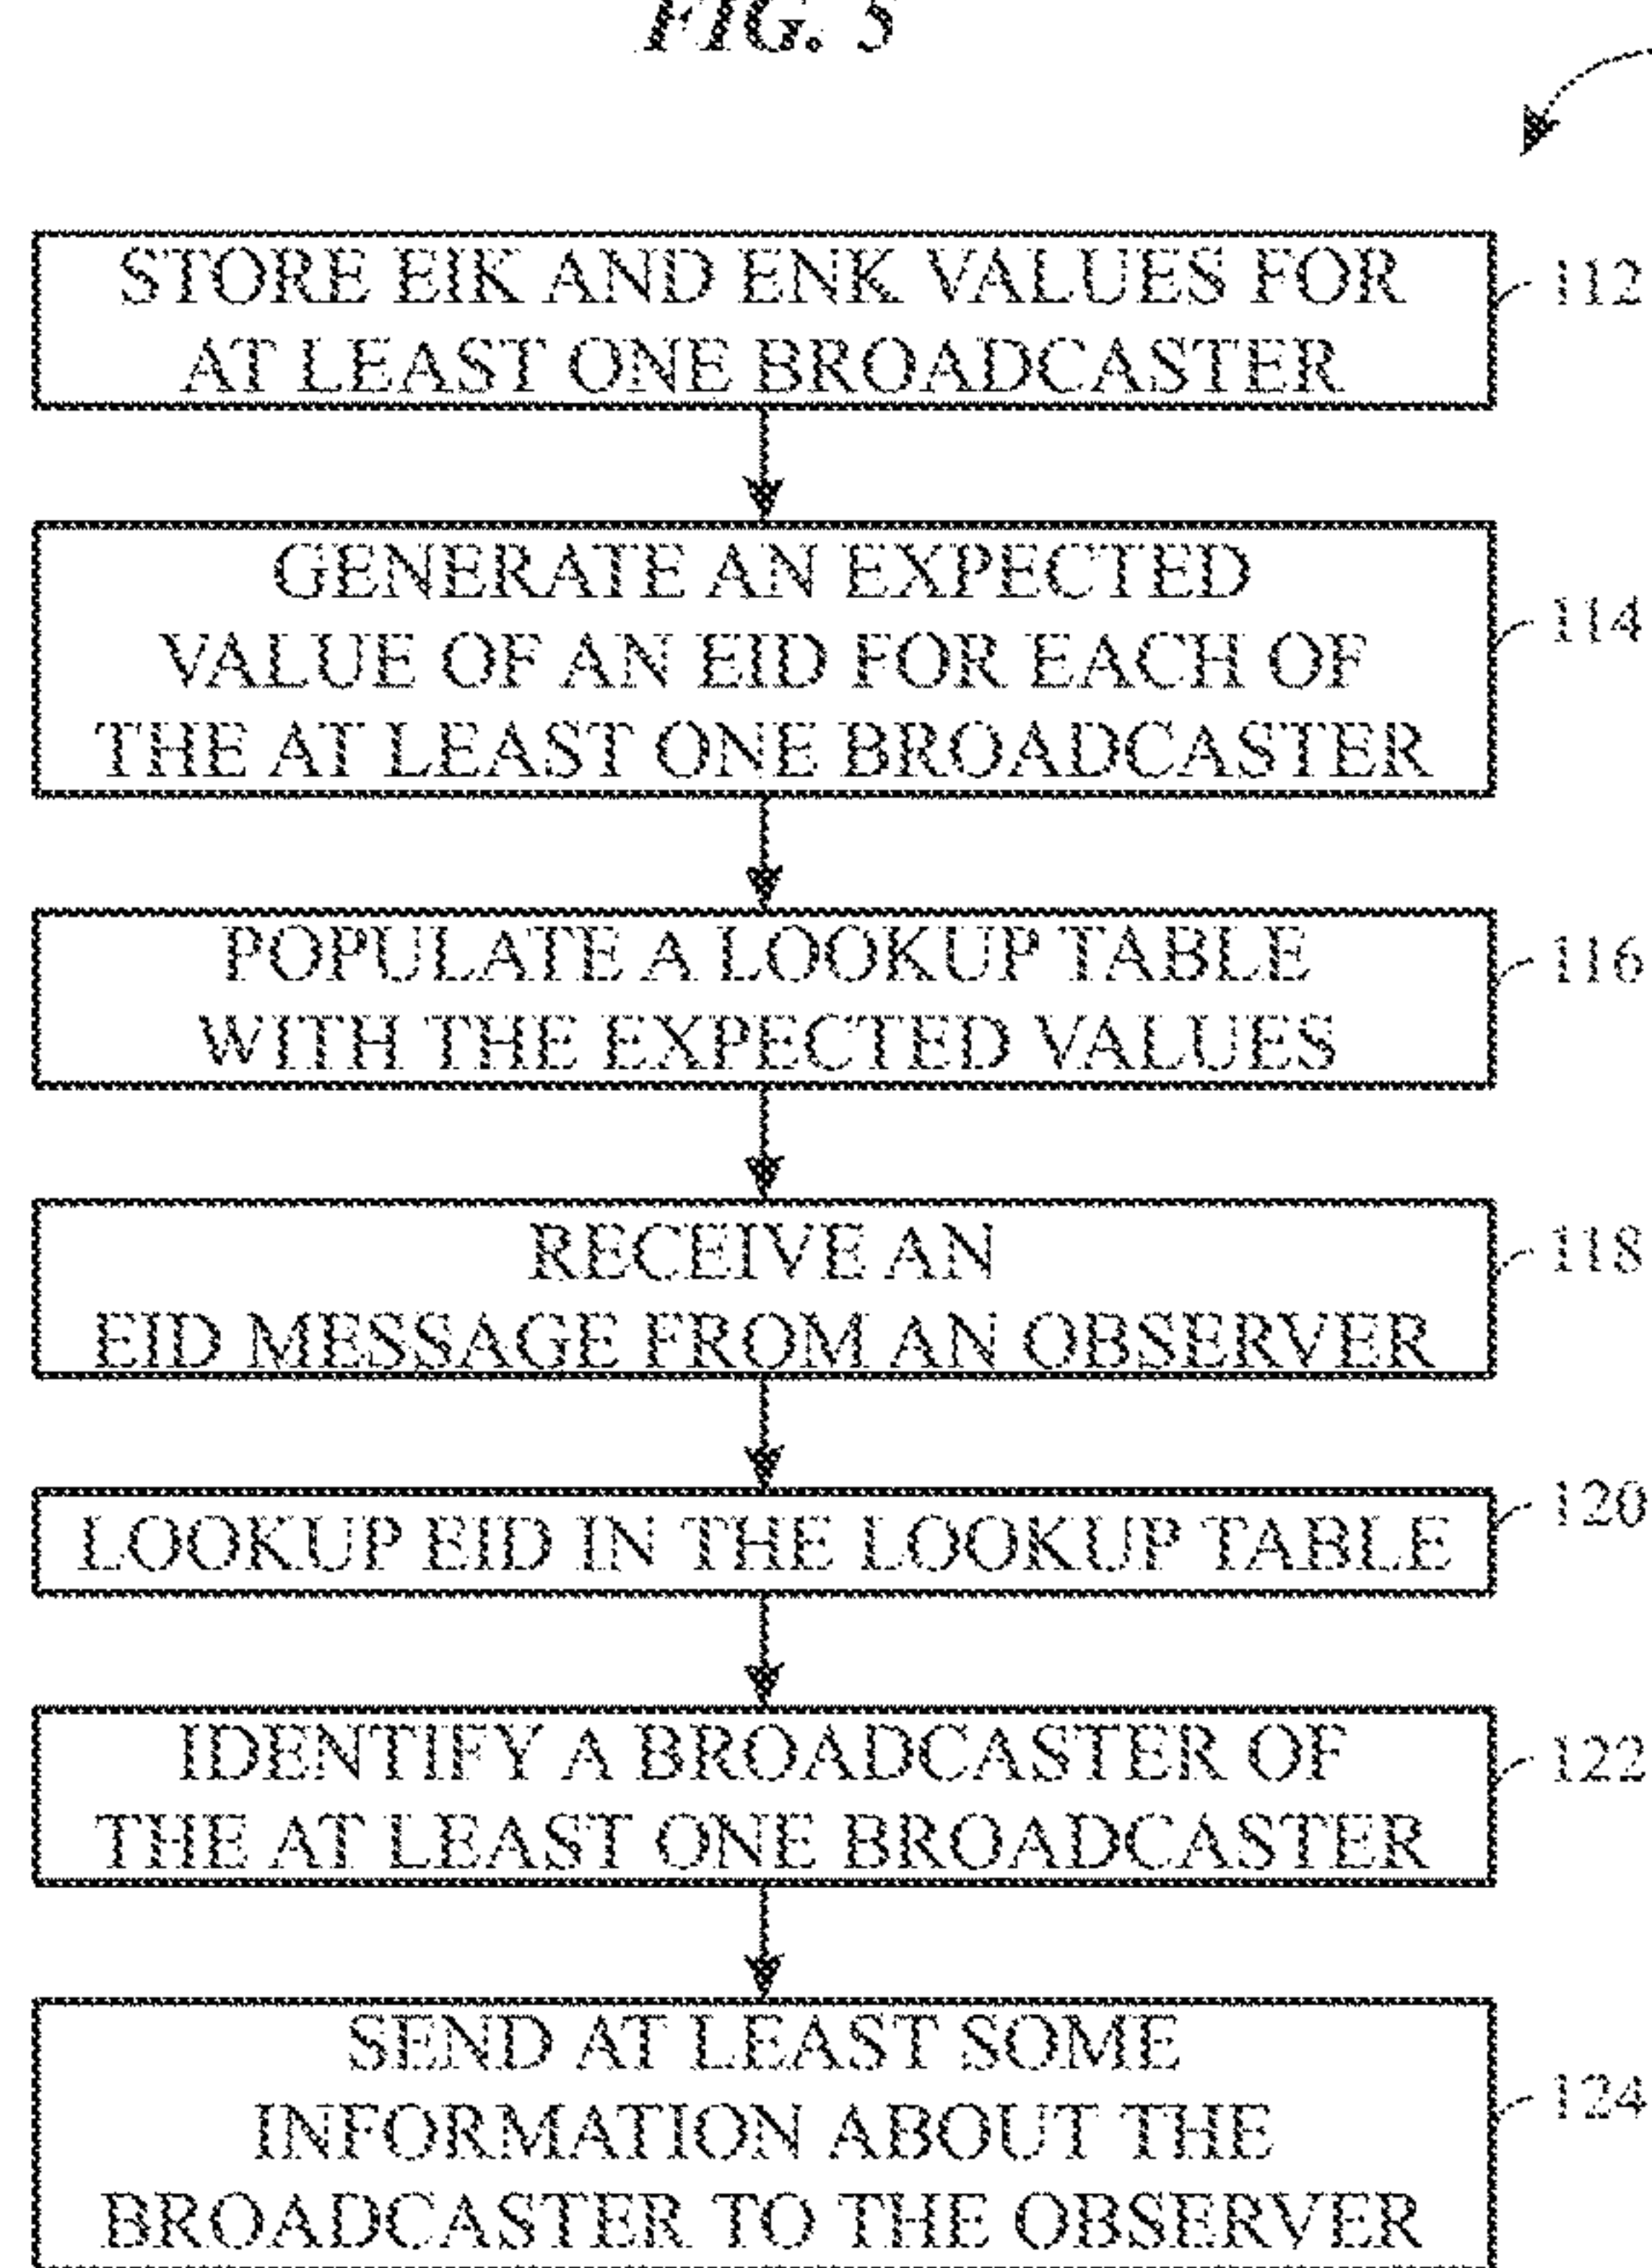 FIG. 5
STORE EIK AND ENK VALUES FOR
AT LEAST ONE BROADCASTER
112
GENERATE AN EXPECTED
VALUE OF AN EID FOR EACH OF
THE AT LEAST ONE BROADCASTER
114
POPULATE A LOOKUP TABLE
WITH THE EXPECTED VALUES
116
RECEIVE AN
EID MESSAGE FROM AN OBSERVER
118
LOOKUP EID IN THE LOOKUP TABLE
120
IDENTIFY A BROADCASTER OF
THE AT LEAST ONE BROADCASTER
122
SEND AT LEAST SOME
INFORMATION ABOUT THE
BROADCASTER TO THE OBSERVER
124